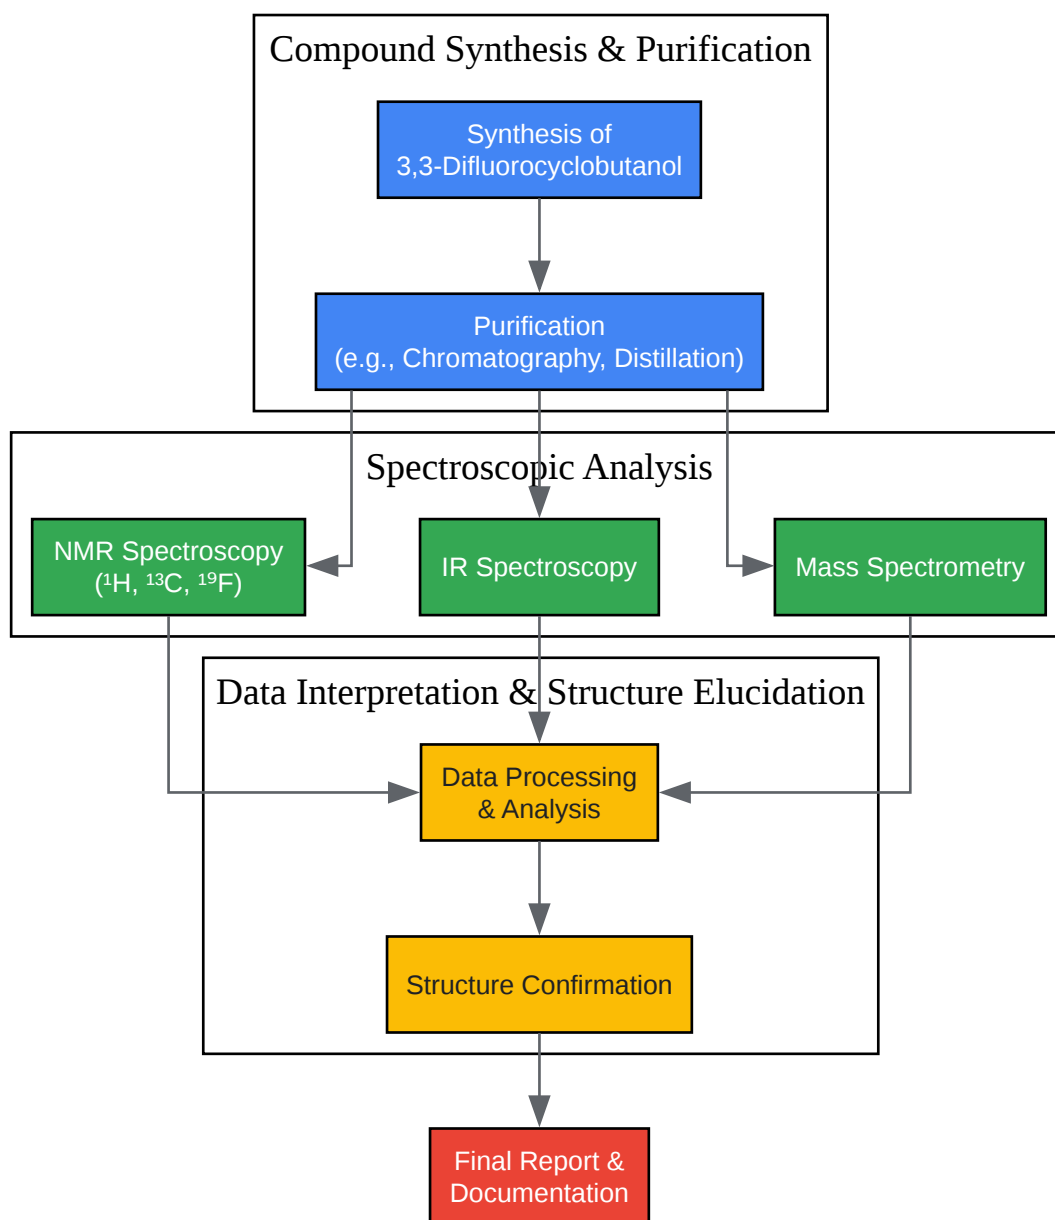 Compound Synthesis & Purification
Synthesis of
3,3-Difluorocyclobutanol
Purification
(e.g., Chromatography, Distillation)
Spectroscopic Analysis
NMR Spectroscopy
(¹H, ¹³C, ¹⁹F)
IR Spectroscopy
Mass Spectrometry
Data Interpretation & Structure Elucidation
Data Processing
& Analysis
Structure Confirmation
Final Report &
Documentation